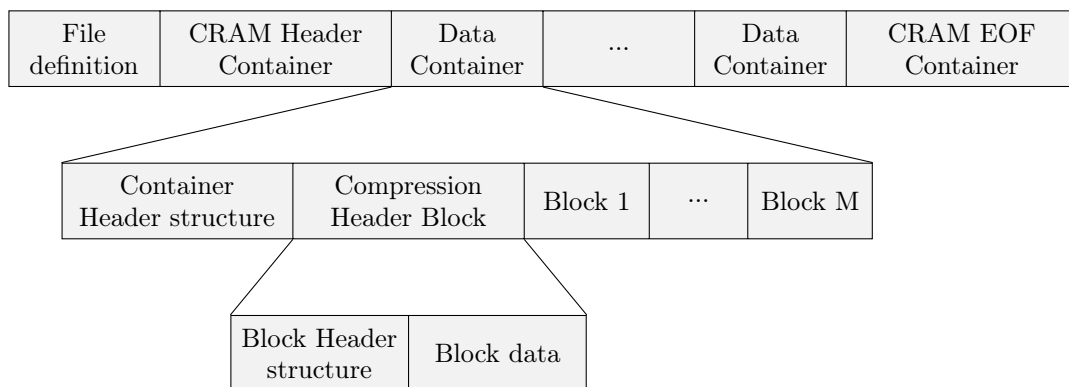 File
definition
CRAM Header
Container
Data
Container
...
Data
Container
CRAM EOF
Container
Container
Header structure
Compression
Header Block
Block 1
...
Block M
Block Header
structure
Block data